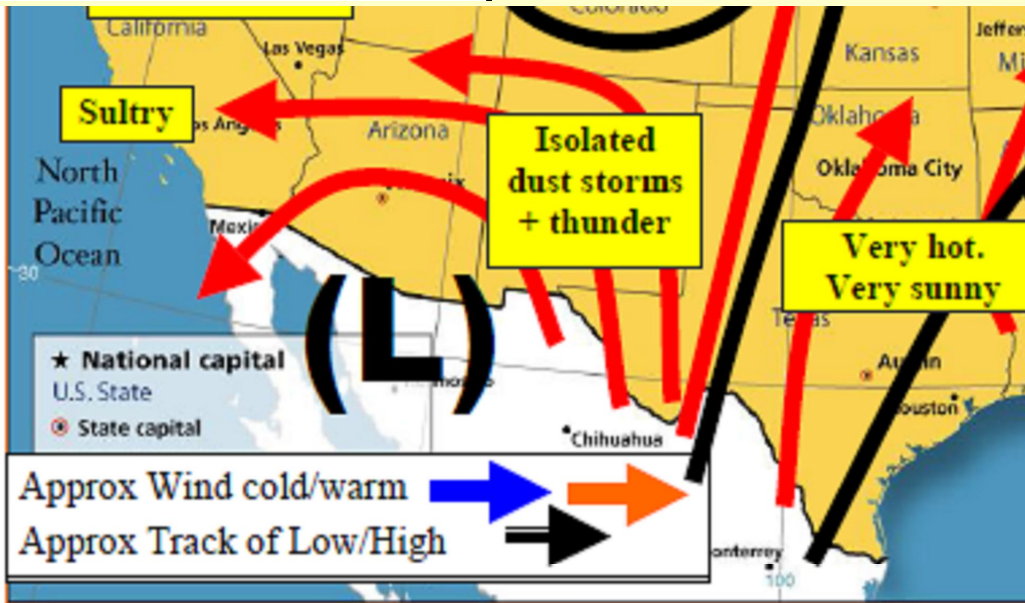 Colorado
California
Las Vegas
Kansas
Sultry
Arizona
Isolated
dust storms
+ thunder
Oklahoma
Oklahoma City
North
Pacific
Ocean
30
Very hot.
Very sunny
Texas
(L)
★ National capital
U.S. State
State capital
Austin
Chihuahua
Approx Wind cold/warm
Approx Track of Low/High
100